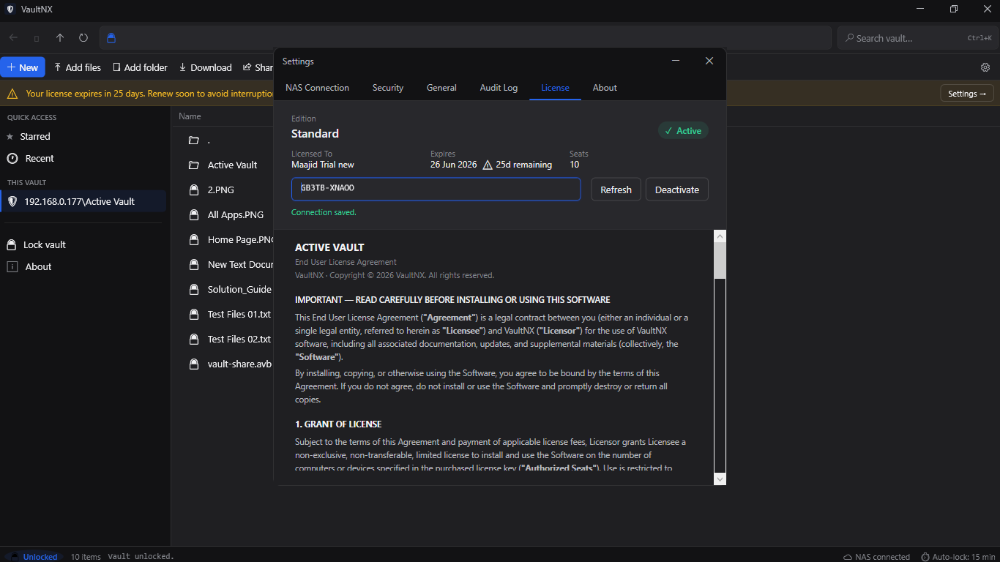 VaultNX
Search vault... Ctrl+K
New Add files Add folder Download Shar
Your license expires in 25 days. Renew soon to avoid interruptio
Settings →
QUICK ACCESS
Starred
Recent
THIS VAULT
192.168.0.177\Active Vault
Lock vault
About
Name
.
Active Vault
2.PNG
All Apps.PNG
Home Page.PNG
New Text Docur
Solution_Guide
Test Files 01.txt
Test Files 02.txt
vault-share.avb
Settings
NAS Connection Security General Audit Log License About
Edition
Standard
✓ Active
Licensed To Expires Seats
Maajid Trial new 26 Jun 2026 ⚠ 25d remaining 10
GB3TB-XNAOO Refresh Deactivate
Connection saved.
ACTIVE VAULT
End User License Agreement
VaultNX · Copyright © 2026 VaultNX. All rights reserved.
IMPORTANT — READ CAREFULLY BEFORE INSTALLING OR USING THIS SOFTWARE
This End User License Agreement ("Agreement") is a legal contract between you (either an individual or a
single legal entity, referred to herein as "Licensee") and VaultNX ("Licensor") for the use of VaultNX
software, including all associated documentation, updates, and supplemental materials (collectively, the
"Software").
By installing, copying, or otherwise using the Software, you agree to be bound by the terms of this
Agreement. If you do not agree, do not install or use the Software and promptly destroy or return all
copies.
1. GRANT OF LICENSE
Subject to the terms of this Agreement and payment of applicable license fees, Licensor grants Licensee a
non-exclusive, non-transferable, limited license to install and use the Software on the number of
computers or devices specified in the purchased license key ("Authorized Seats"). Use is restricted to
Unlocked 10 items Vault unlocked.
NAS connected Auto-lock: 15 min